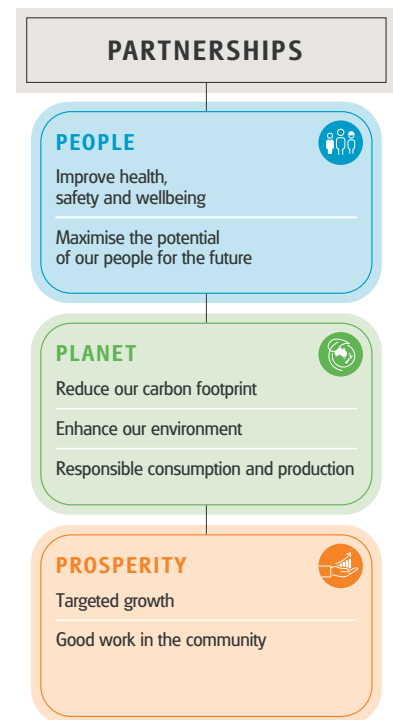 PARTNERSHIPS
PEOPLE
Improve health,
safety and wellbeing
Maximise the potential
of our people for the future
PLANET
Reduce our carbon footprint
Enhance our environment
Responsible consumption and production
PROSPERITY
Targeted growth
Good work in the community